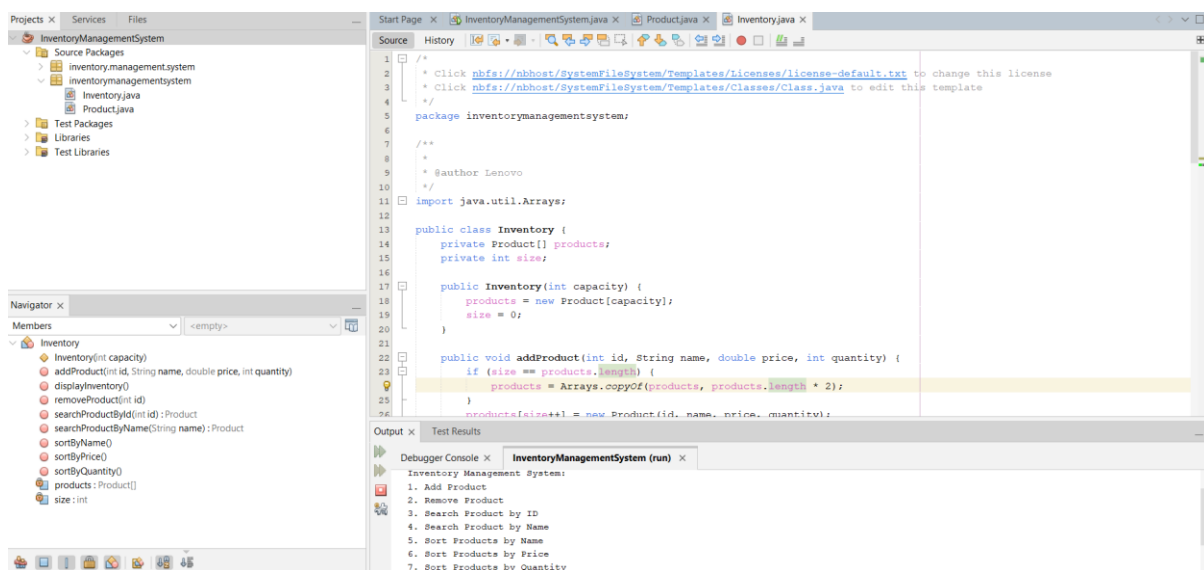 Projects × Services Files
InventoryManagementSystem
Source Packages
inventory.management.system
inventorymanagementsystem
Inventory.java
Product.java
Test Packages
Libraries
Test Libraries
Navigator ×
Members <empty>
Inventory
Inventory(int capacity)
addProduct(int id, String name, double price, int quantity)
displayInventory()
removeProduct(int id)
searchProductById(int id) : Product
searchProductByName(String name) : Product
sortByName()
sortByPrice()
sortByQuantity()
products : Product[]
size : int
Start Page × InventoryManagementSystem.java × Product.java × Inventory.java ×
Source History
1 /*
2 * Click nbfs://nbhost/SystemFileSystem/Templates/Licenses/license-default.txt to change this license
3 * Click nbfs://nbhost/SystemFileSystem/Templates/Classes/Class.java to edit this template
4 */
5 package inventorymanagementsystem;
6
7 /**
8 *
9 * @author Lenovo
10 */
11 import java.util.Arrays;
12
13 public class Inventory {
14 private Product[] products;
15 private int size;
16
17 public Inventory(int capacity) {
18 products = new Product[capacity];
19 size = 0;
20 }
21
22 public void addProduct(int id, String name, double price, int quantity) {
23 if (size == products.length) {
products = Arrays.copyOf(products, products.length * 2);
25 }
26 products[size++] = new Product(id, name, price, quantity);
Output × Test Results
Debugger Console × InventoryManagementSystem (run) ×
Inventory Management System:
1. Add Product
2. Remove Product
3. Search Product by ID
4. Search Product by Name
5. Sort Products by Name
6. Sort Products by Price
7. Sort Products by Quantity